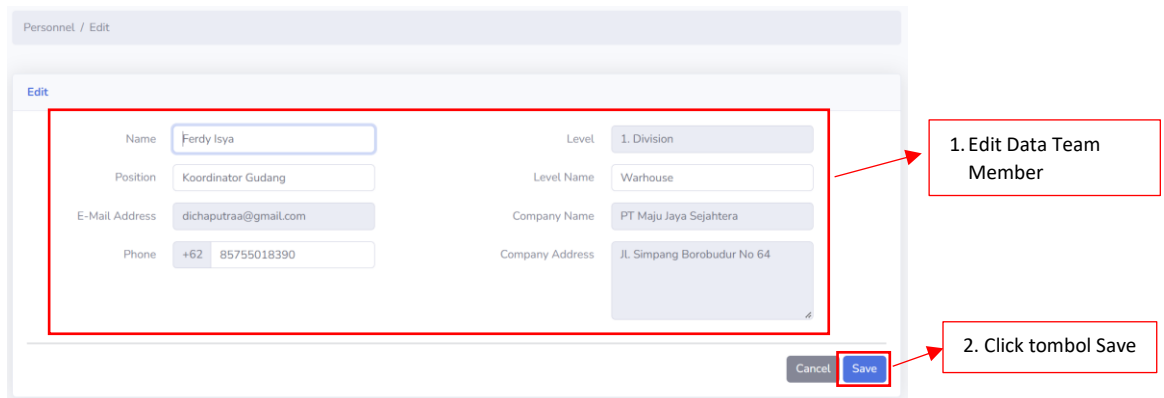 Personnel / Edit
Edit
Name Ferdy Isya
Position Koordinator Gudang
E-Mail Address dichaputraa@gmail.com
Phone +62 85755018390
Level 1. Division
Level Name Warhouse
Company Name PT Maju Jaya Sejahtera
Company Address Jl. Simpang Borobudur No 64
Cancel Save
1. Edit Data Team
Member
2. Click tombol Save